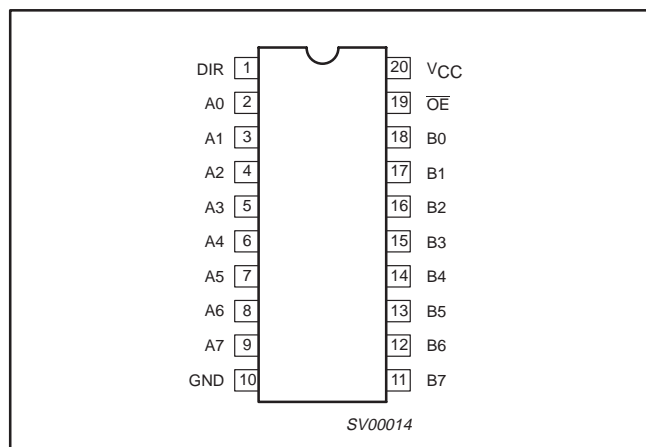 DIR 1 20 VCC
A0 2 19 O̅E̅
A1 3 18 B0
A2 4 17 B1
A3 5 16 B2
A4 6 15 B3
A5 7 14 B4
A6 8 13 B5
A7 9 12 B6
GND 10 11 B7
SV00014